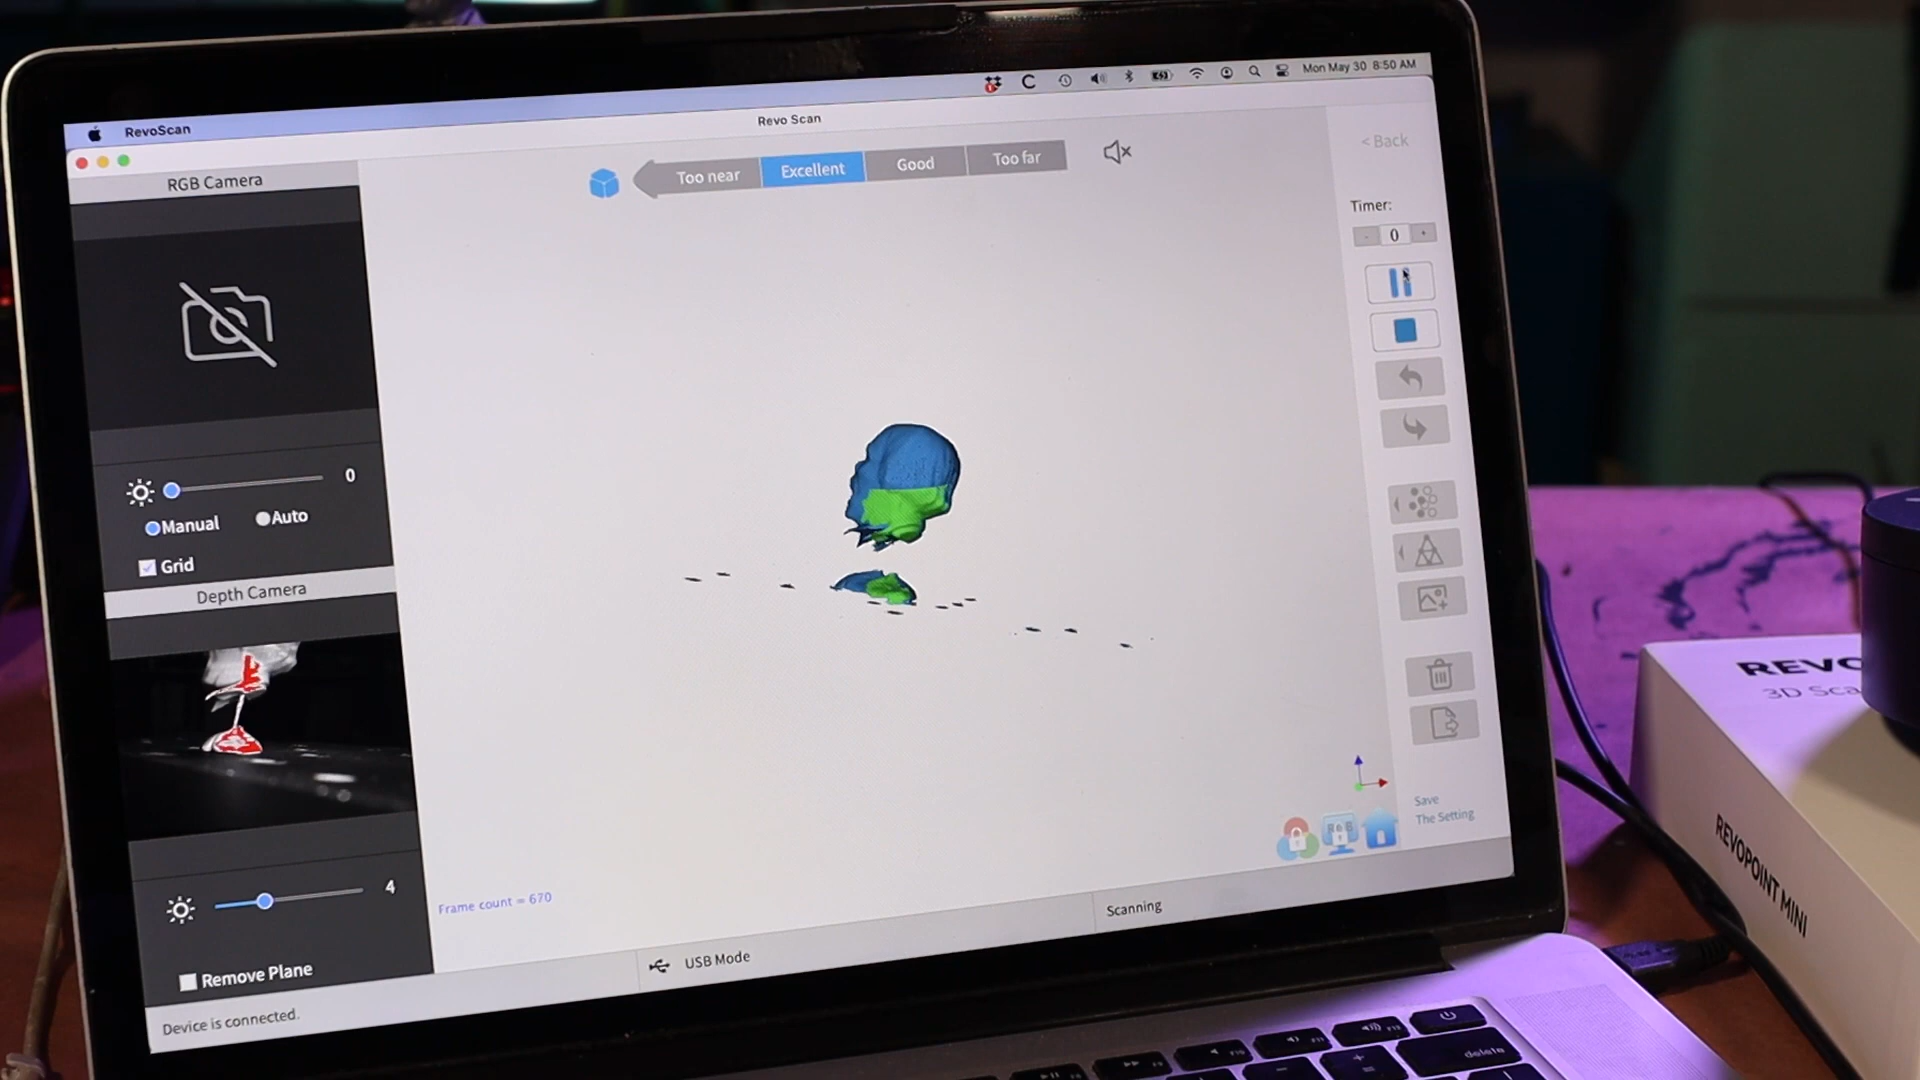 RevoScan
Mon May 30 8:50 AM
Revo Scan
RGB Camera
Too near
Excellent
Good
Too far
< Back
Timer:
- 0 +
0
Manual
Auto
Grid
Depth Camera
4
Remove Plane
Frame count = 670
Save
The Setting
Scanning
USB Mode
Device is connected.
REVO
3D Sca
REVOPOINT MINI
delete